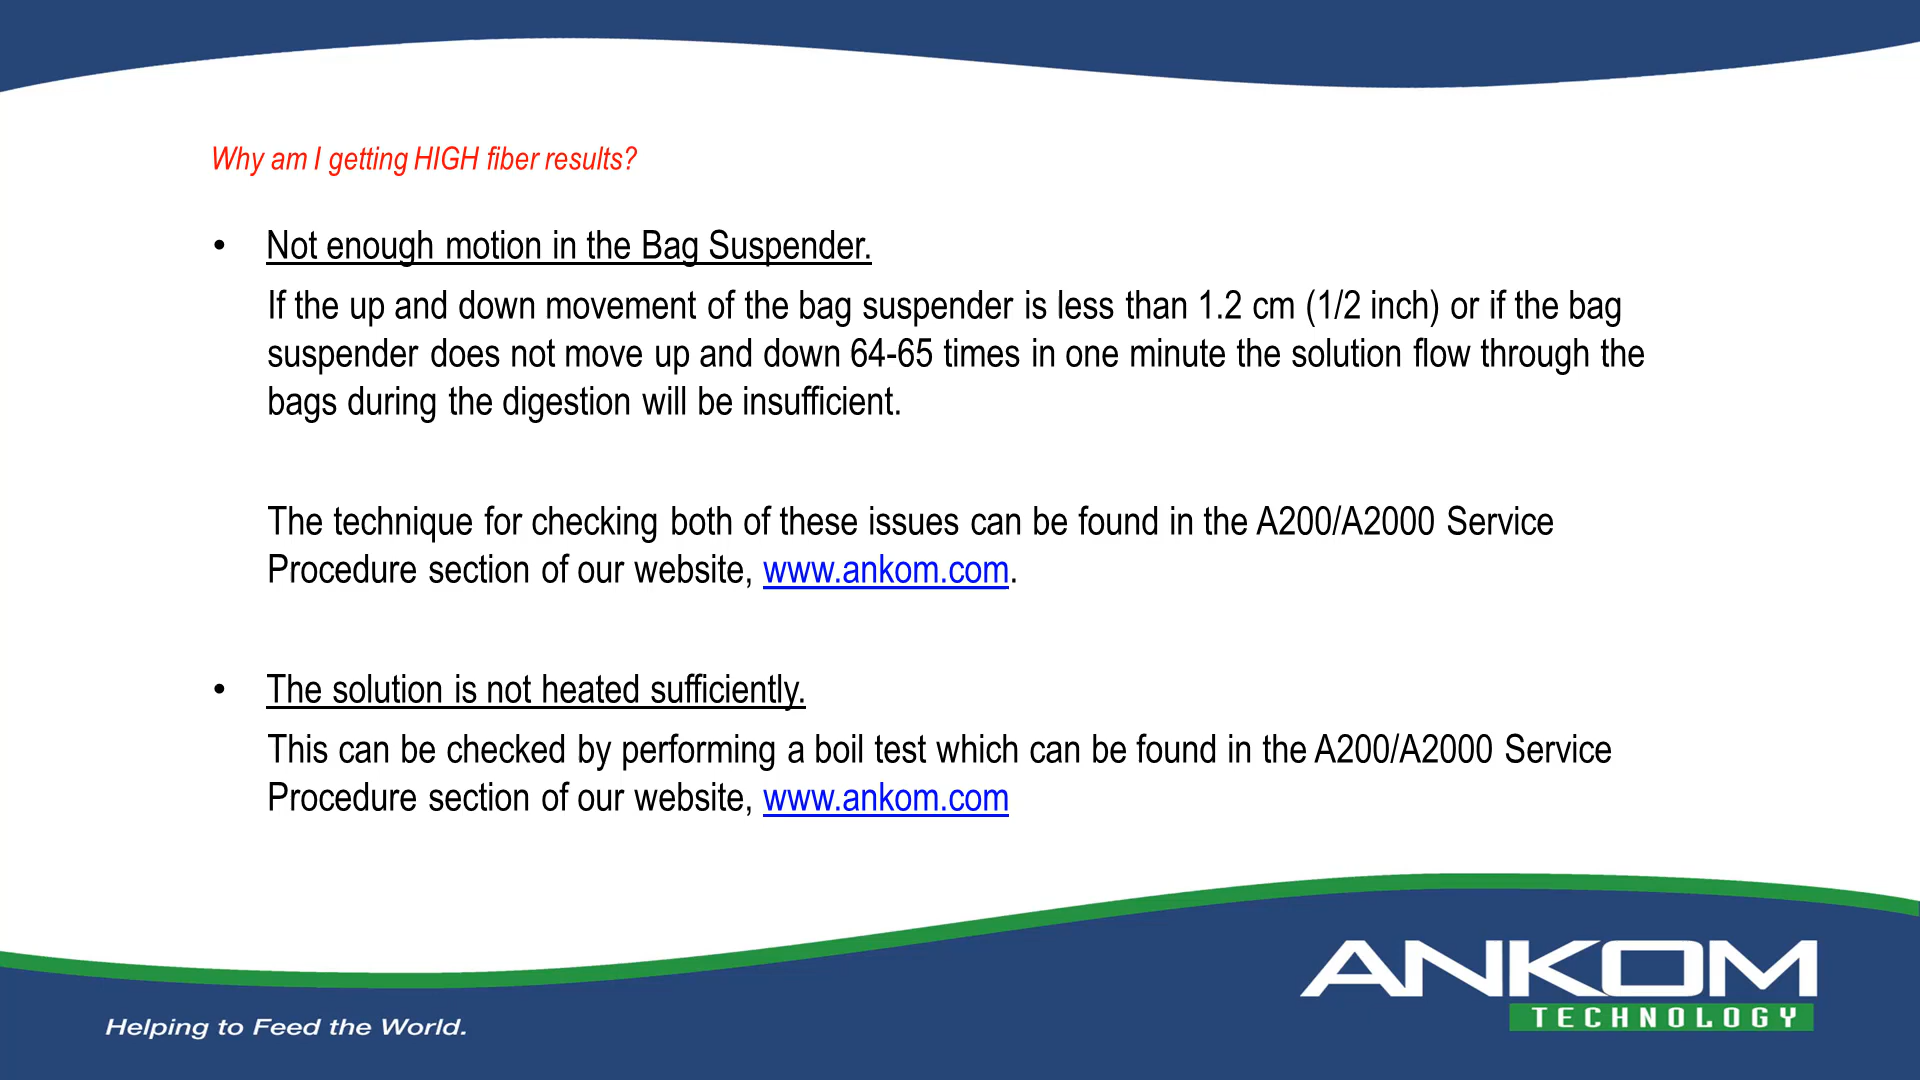 Why am I getting HIGH fiber results?
• Not enough motion in the Bag Suspender.
If the up and down movement of the bag suspender is less than 1.2 cm (1/2 inch) or if the bag
suspender does not move up and down 64-65 times in one minute the solution flow through the
bags during the digestion will be insufficient.
The technique for checking both of these issues can be found in the A200/A2000 Service
Procedure section of our website, www.ankom.com.
• The solution is not heated sufficiently.
This can be checked by performing a boil test which can be found in the A200/A2000 Service
Procedure section of our website, www.ankom.com
ANKOM
TECHNOLOGY
Helping to Feed the World.